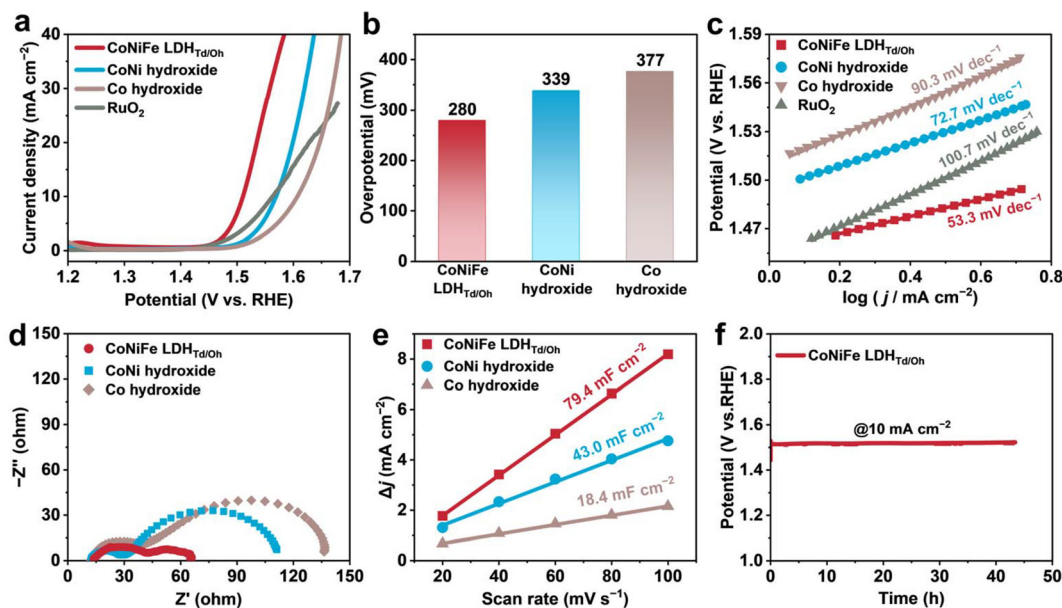 a
CoNiFe LDHTd/Oh
CoNi hydroxide
Co hydroxide
RuO2
Current density (mA cm−2)
40
30
20
10
0
1.2
1.3
1.4
1.5
1.6
1.7
Potential (V vs. RHE)
b
280
339
377
Overpotential (mV)
400
300
200
100
0
CoNiFe
LDHTd/Oh
CoNi
hydroxide
Co
hydroxide
c
CoNiFe LDHTd/Oh
CoNi hydroxide
Co hydroxide
RuO2
90.3 mV dec−1
72.7 mV dec−1
100.7 mV dec−1
53.3 mV dec−1
Potential (V vs. RHE)
1.59
1.56
1.53
1.50
1.47
0.0
0.2
0.4
0.6
0.8
log ( j / mA cm−2)
d
CoNiFe LDHTd/Oh
CoNi hydroxide
Co hydroxide
−Z'' (ohm)
−150
−120
−90
−60
−30
0
0
30
60
90
120
150
Z' (ohm)
e
CoNiFe LDHTd/Oh
CoNi hydroxide
Co hydroxide
79.4 mF cm−2
43.0 mF cm−2
18.4 mF cm−2
Δj (mA cm−2)
8
6
4
2
0
20
40
60
80
100
Scan rate (mV s−1)
f
CoNiFe LDHTd/Oh
@10 mA cm−2
Potential (V vs.RHE)
2.0
1.8
1.6
1.4
1.2
1.0
0
10
20
30
40
50
Time (h)